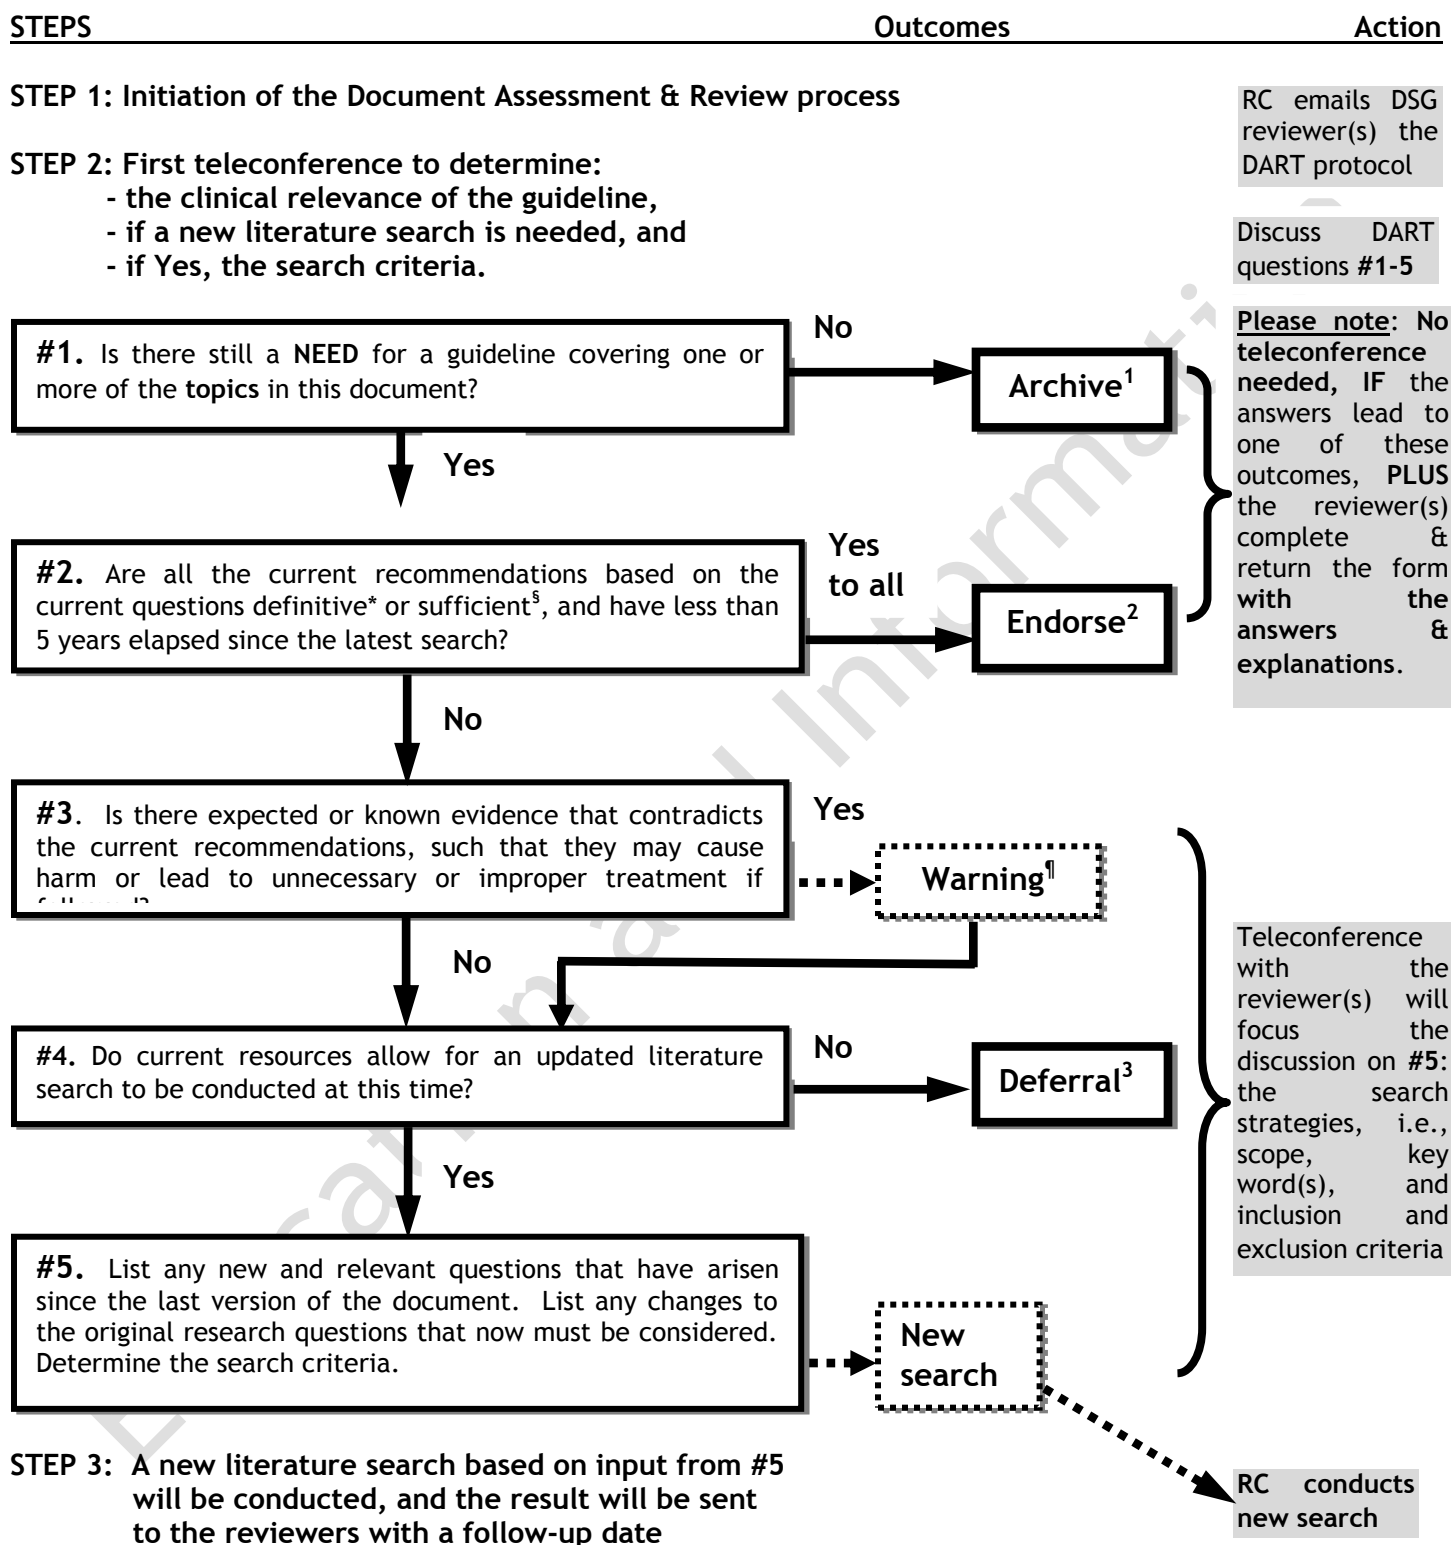 STEPS Outcomes Action
STEP 1: Initiation of the Document Assessment & Review process
RC emails DSG
reviewer(s) the
DART protocol
STEP 2: First teleconference to determine:
- the clinical relevance of the guideline,
- if a new literature search is needed, and
- if Yes, the search criteria.
Discuss DART
questions #1-5
#1. Is there still a NEED for a guideline covering one or
more of the topics in this document?
No
Archive¹
Yes
Please note: No
teleconference
needed, IF the
answers lead to
one of these
outcomes, PLUS
the reviewer(s)
complete &
return the form
with the
answers &
explanations.
#2. Are all the current recommendations based on the
current questions definitive* or sufficient§, and have less than
5 years elapsed since the latest search?
Yes
to all
Endorse²
No
#3. Is there expected or known evidence that contradicts
the current recommendations, such that they may cause
harm or lead to unnecessary or improper treatment if
Yes
Warning¶
No
#4. Do current resources allow for an updated literature
search to be conducted at this time?
No
Deferral³
Yes
Teleconference
with the
reviewer(s) will
focus the
discussion on #5:
the search
strategies, i.e.,
scope, key
word(s), and
inclusion and
exclusion criteria
#5. List any new and relevant questions that have arisen
since the last version of the document. List any changes to
the original research questions that now must be considered.
Determine the search criteria.
New
search
STEP 3: A new literature search based on input from #5
will be conducted, and the result will be sent
to the reviewers with a follow-up date
RC conducts
new search